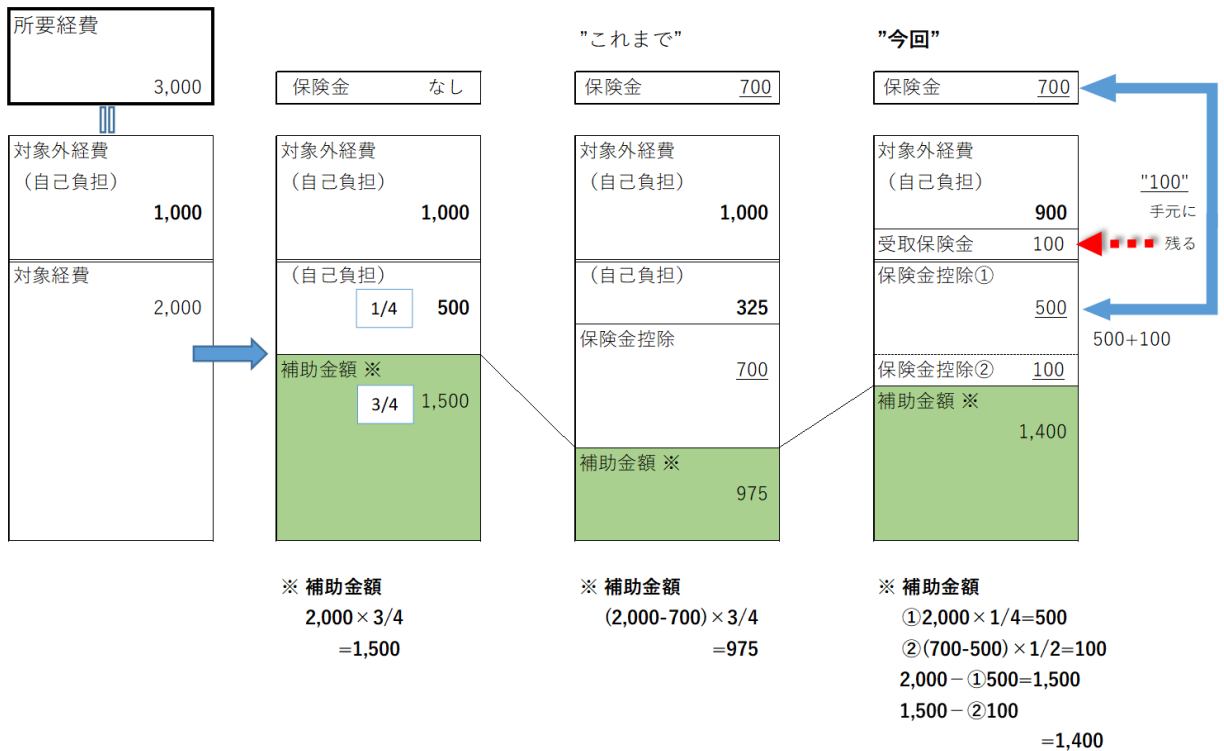 所要経費
3,000
対象外経費
（自己負担）
1,000
対象経費
2,000
保険金 なし
対象外経費
（自己負担）
1,000
（自己負担）
1/4 500
補助金額 ※
3/4 1,500
※ 補助金額
2,000×3/4
=1,500
”これまで”
保険金 700
対象外経費
（自己負担）
1,000
（自己負担）
325
保険金控除
700
補助金額 ※
975
※ 補助金額
(2,000-700)×3/4
=975
”今回”
保険金 700
対象外経費
（自己負担）
900
受取保険金 100
保険金控除①
500
保険金控除② 100
補助金額 ※
1,400
"100"
手元に
残る
500+100
※ 補助金額
①2,000×1/4=500
②(700-500)×1/2=100
2,000－①500=1,500
1,500－②100
=1,400